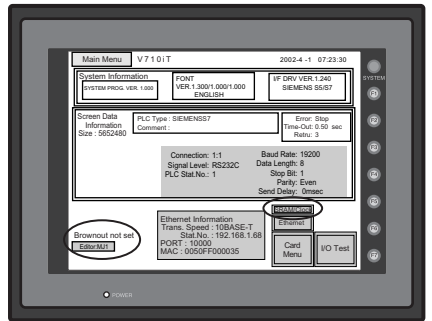 Main Menu V710iT 2002-4 -1 07:23:30
SYSTEM
System Information
SYSTEM PROG. VER. 1.000
FONT
VER.1.300/1.000/1.000
ENGLISH
I/F DRV VER.1.240
SIEMENS S5/S7
F1
Screen Data
Information
Size : 5652480
PLC Type : SIEMENSS7
Comment :
Error: Stop
Time-Out: 0.50 sec
Retru: 3
F2
F3
Connection: 1:1
Signal Level: RS232C
PLC Stat.No.: 1
Baud Rate: 19200
Data Length: 8
Stop Bit: 1
Parity: Even
Send Delay: 0msec
F4
F5
Ethernet Information
Trans. Speed : 10BASE-T
Stat.No. : 192.168.1.68
PORT : 10000
MAC : 0050FF000035
SRAM/Clock
Ethernet
Card
Menu
I/O Test
F6
F7
Brownout not set
Editor:MJ1
POWER